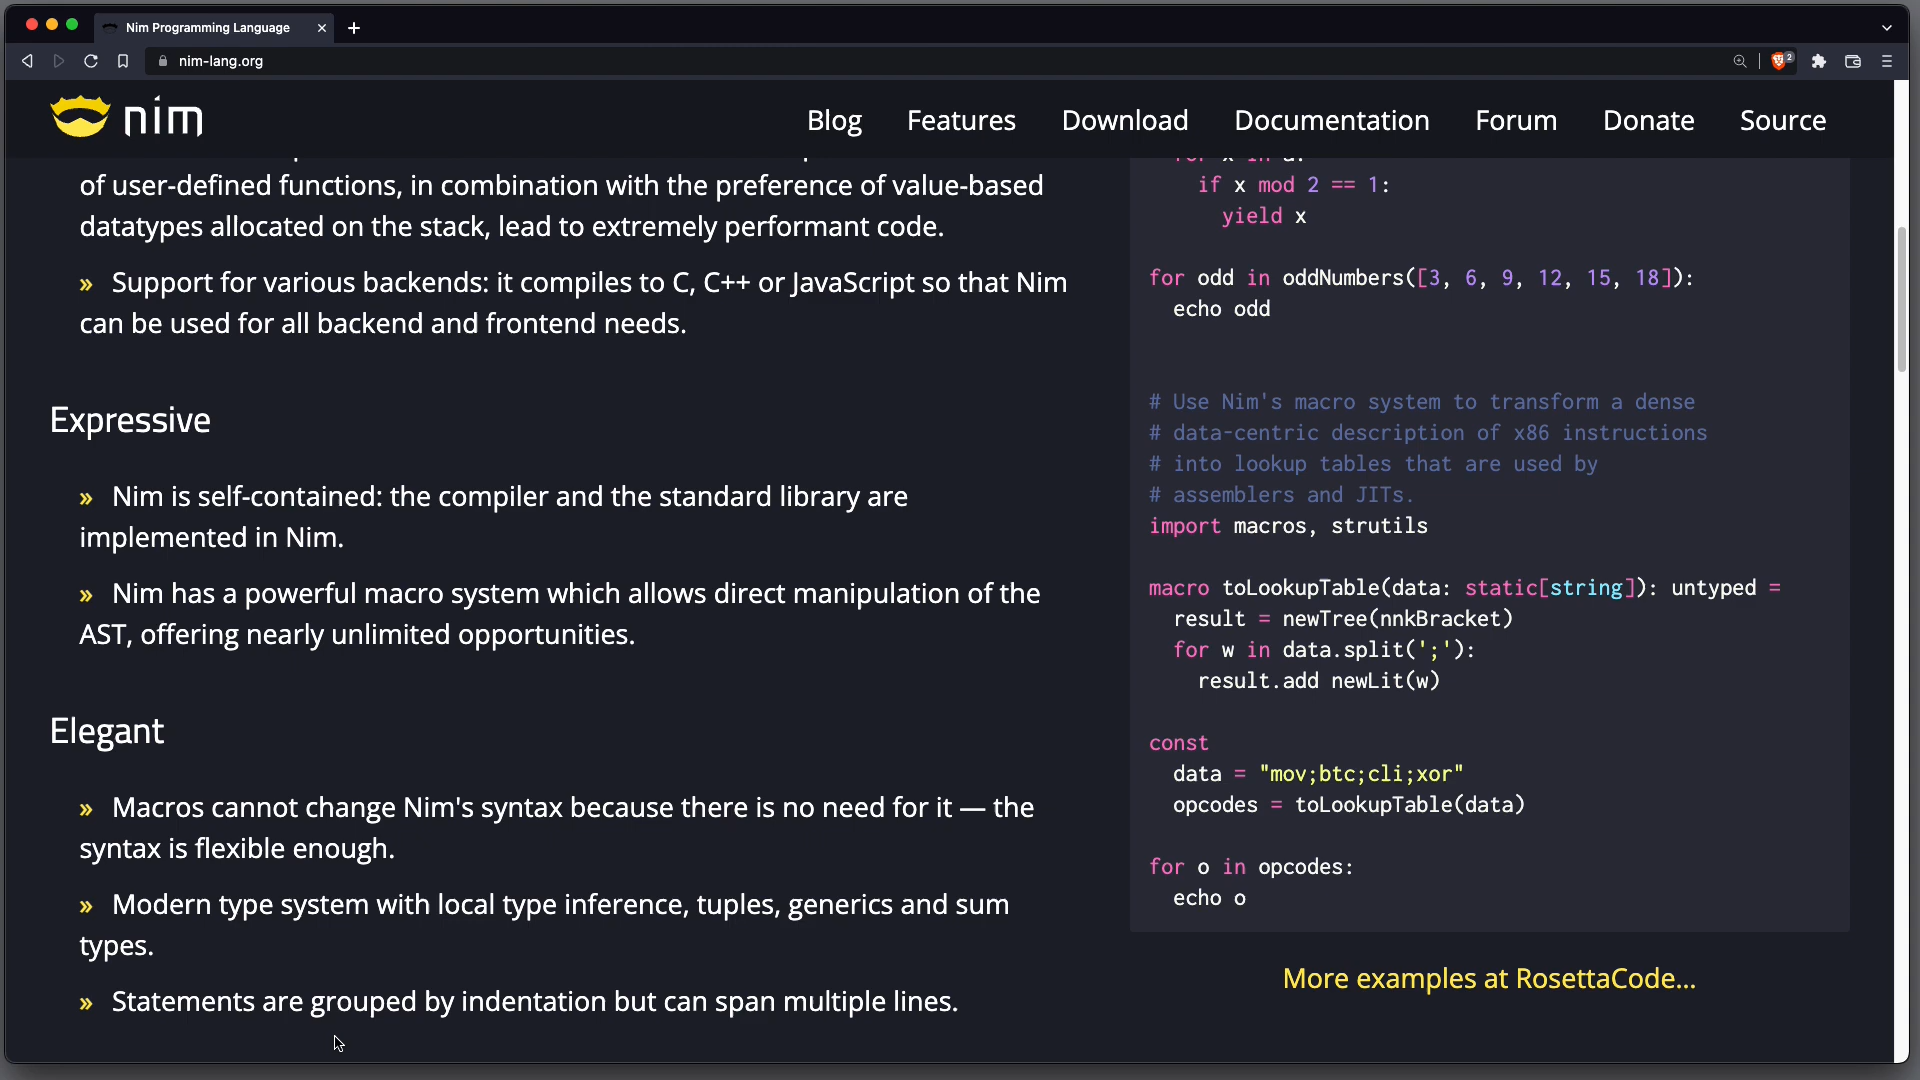 Nim Programming Language
nim-lang.org
2
nim
Blog Features Download Documentation Forum Donate Source
of user-defined functions, in combination with the preference of value-based
datatypes allocated on the stack, lead to extremely performant code.
» Support for various backends: it compiles to C, C++ or JavaScript so that Nim
can be used for all backend and frontend needs.
Expressive
» Nim is self-contained: the compiler and the standard library are
implemented in Nim.
» Nim has a powerful macro system which allows direct manipulation of the
AST, offering nearly unlimited opportunities.
Elegant
» Macros cannot change Nim's syntax because there is no need for it — the
syntax is flexible enough.
» Modern type system with local type inference, tuples, generics and sum
types.
» Statements are grouped by indentation but can span multiple lines.
for x in a:
if x mod 2 == 1:
yield x
for odd in oddNumbers([3, 6, 9, 12, 15, 18]):
echo odd
# Use Nim's macro system to transform a dense
# data-centric description of x86 instructions
# into lookup tables that are used by
# assemblers and JITs.
import macros, strutils
macro toLookupTable(data: static[string]): untyped =
result = newTree(nnkBracket)
for w in data.split(';'):
result.add newLit(w)
const
data = "mov;btc;cli;xor"
opcodes = toLookupTable(data)
for o in opcodes:
echo o
More examples at RosettaCode...